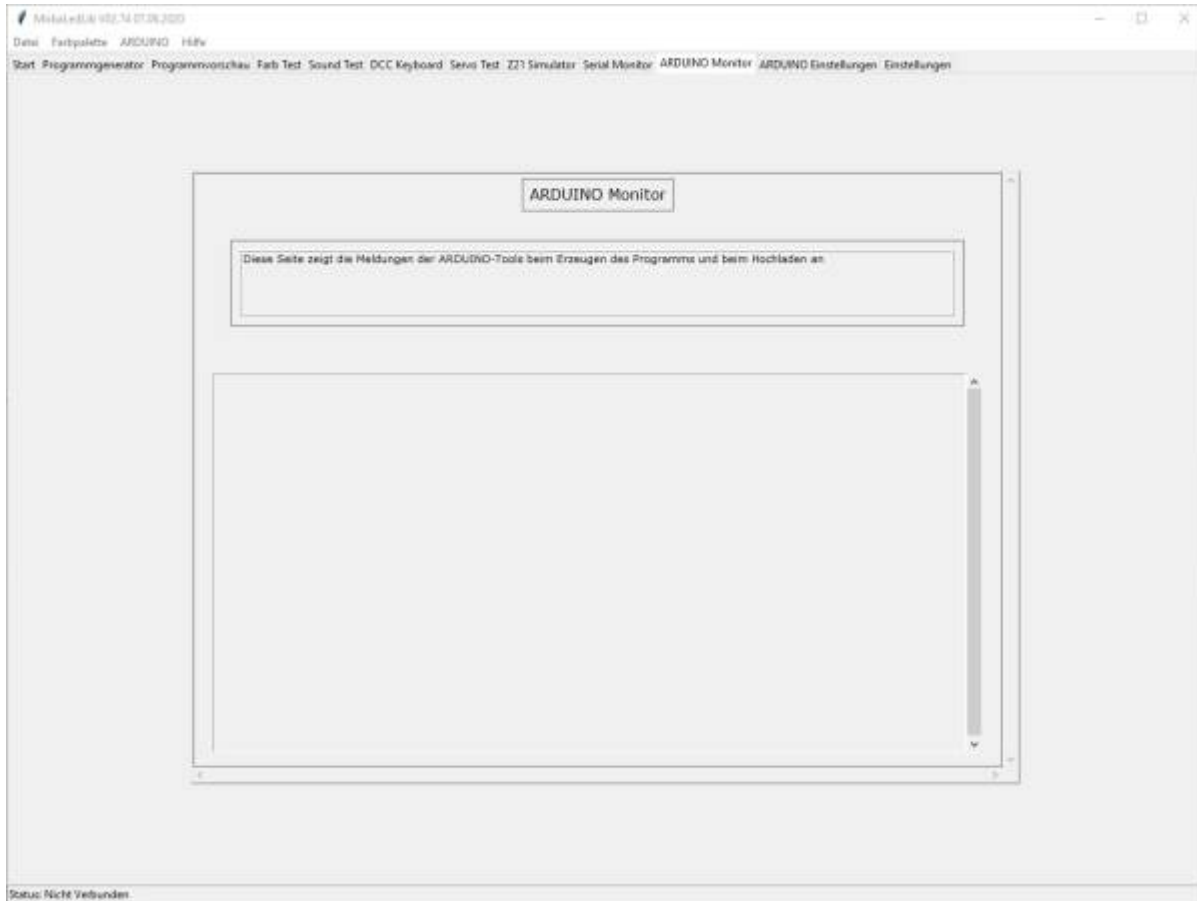 MobaLedLib V02.74 07.06.2020
Datei Farbpalette ARDUINO Hilfe
Start Programmgenerator Programmvorschau Farb Test Sound Test DCC Keyboard Servo Test Z21 Simulator Serial Monitor ARDUINO Monitor ARDUINO Einstellungen Einstellungen
ARDUINO Monitor
Diese Seite zeigt die Meldungen der ARDUINO-Tools beim Erzeugen des Programms und beim Hochladen an
Status: Nicht Verbunden